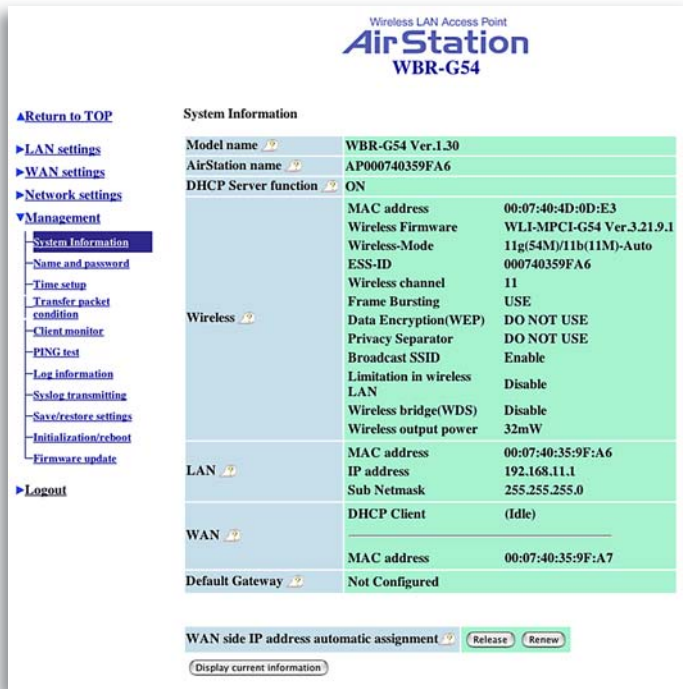 Wireless LAN Access Point
AirStation
WBR-G54
Return to TOP
LAN settings
WAN settings
Network settings
Management
System Information
Name and password
Time setup
Transfer packet
condition
Client monitor
PING test
Log information
Syslog transmitting
Save/restore settings
Initialization/reboot
Firmware update
Logout
System Information
Model name ? WBR-G54 Ver.1.30
AirStation name ? AP000740359FA6
DHCP Server function ? ON
Wireless ?
MAC address 00:07:40:4D:0D:E3
Wireless Firmware WLI-MPCI-G54 Ver.3.21.9.1
Wireless-Mode 11g(54M)/11b(11M)-Auto
ESS-ID 000740359FA6
Wireless channel 11
Frame Bursting USE
Data Encryption(WEP) DO NOT USE
Privacy Separator DO NOT USE
Broadcast SSID Enable
Limitation in wireless
LAN Disable
Wireless bridge(WDS) Disable
Wireless output power 32mW
LAN ?
MAC address 00:07:40:35:9F:A6
IP address 192.168.11.1
Sub Netmask 255.255.255.0
WAN ?
DHCP Client (Idle)
MAC address 00:07:40:35:9F:A7
Default Gateway ? Not Configured
WAN side IP address automatic assignment ? Release Renew
Display current information